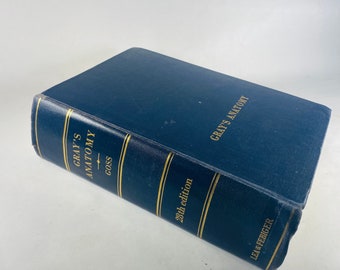 GRAY'S
ANATOMY
GOSS
28th edition
LEA & FEBIGER
GRAY'S ANATOMY